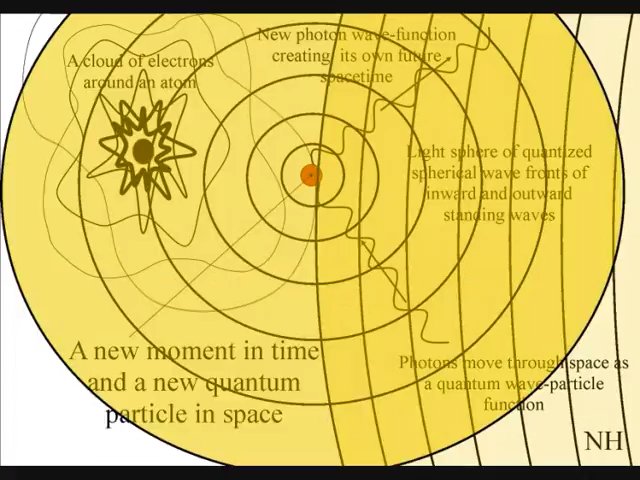 A cloud of electrons
around an atom
New photon wave-function
creating its own future
spacetime
Light sphere of quantized
spherical wave fronts of
inward and outward
standing waves
A new moment in time
and a new quantum
particle in space
Photons move through space as
a quantum wave-particle
function
NH